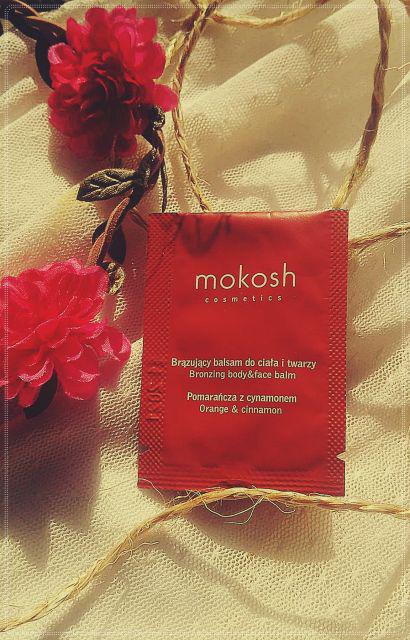 mokosh
cosmetics
Brązujący balsam do ciała i twarzy
Bronzing body&face balm
Pomarańcza z cynamonem
Orange & cinnamon